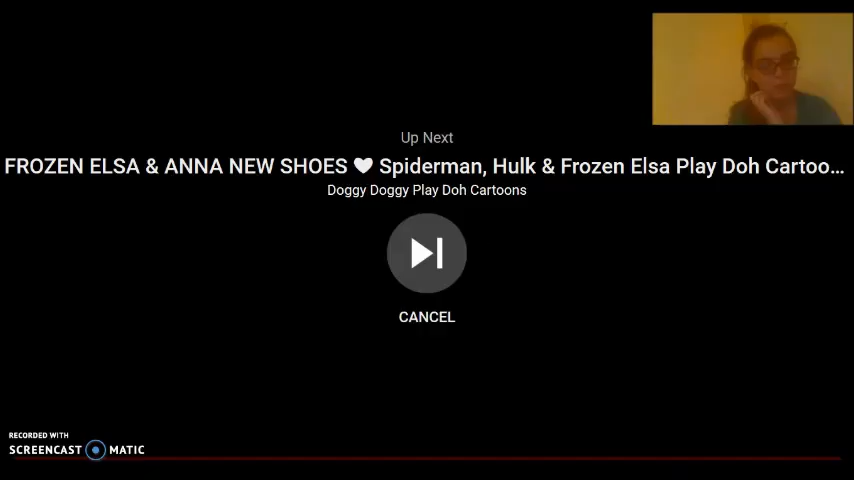 Up Next
FROZEN ELSA & ANNA NEW SHOES ♥ Spiderman, Hulk & Frozen Elsa Play Doh Cartoo...
Doggy Doggy Play Doh Cartoons
CANCEL
RECORDED WITH
SCREENCAST MATIC